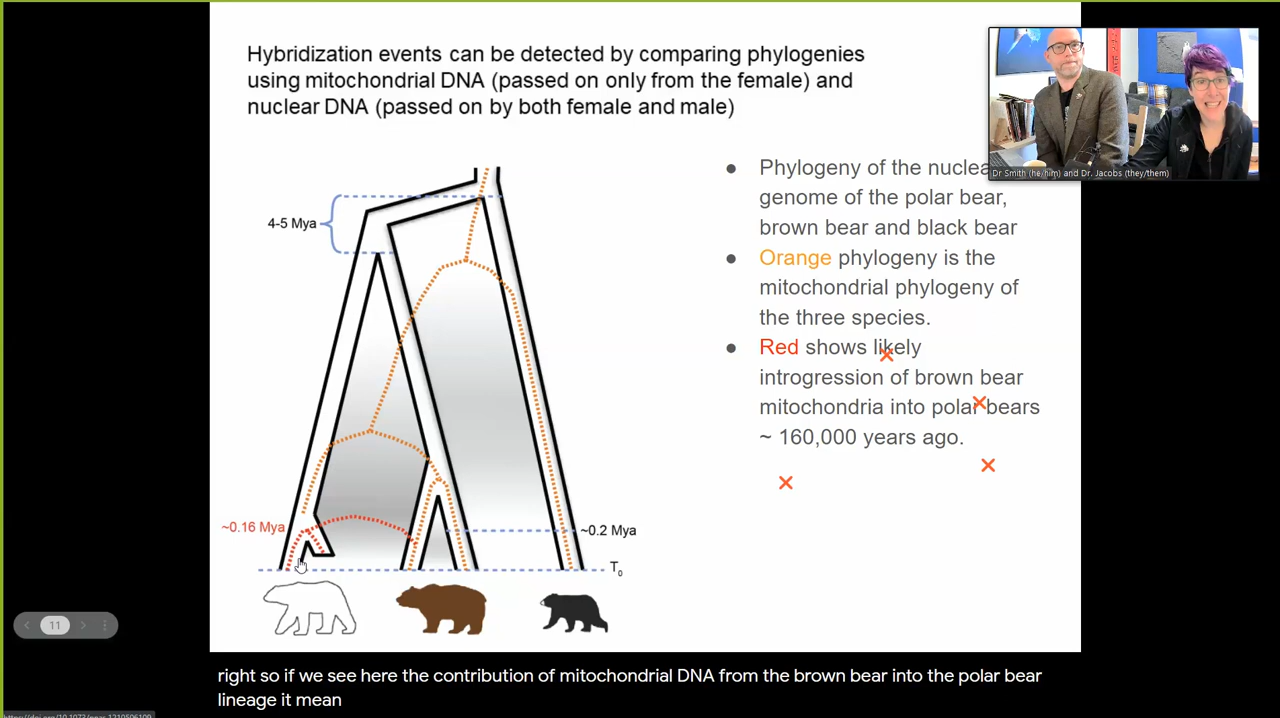 Hybridization events can be detected by comparing phylogenies
using mitochondrial DNA (passed on only from the female) and
nuclear DNA (passed on by both female and male)
Dr Smith (he/him) and Dr. Jacobs (they/them)
4-5 Mya
~0.16 Mya
~0.2 Mya
T0
● Phylogeny of the nuclea
genome of the polar bear,
brown bear and black bear
● Orange phylogeny is the
mitochondrial phylogeny of
the three species.
● Red shows likely
introgression of brown bear
mitochondria into polar bears
~ 160,000 years ago.
11
right so if we see here the contribution of mitochondrial DNA from the brown bear into the polar bear
lineage it mean